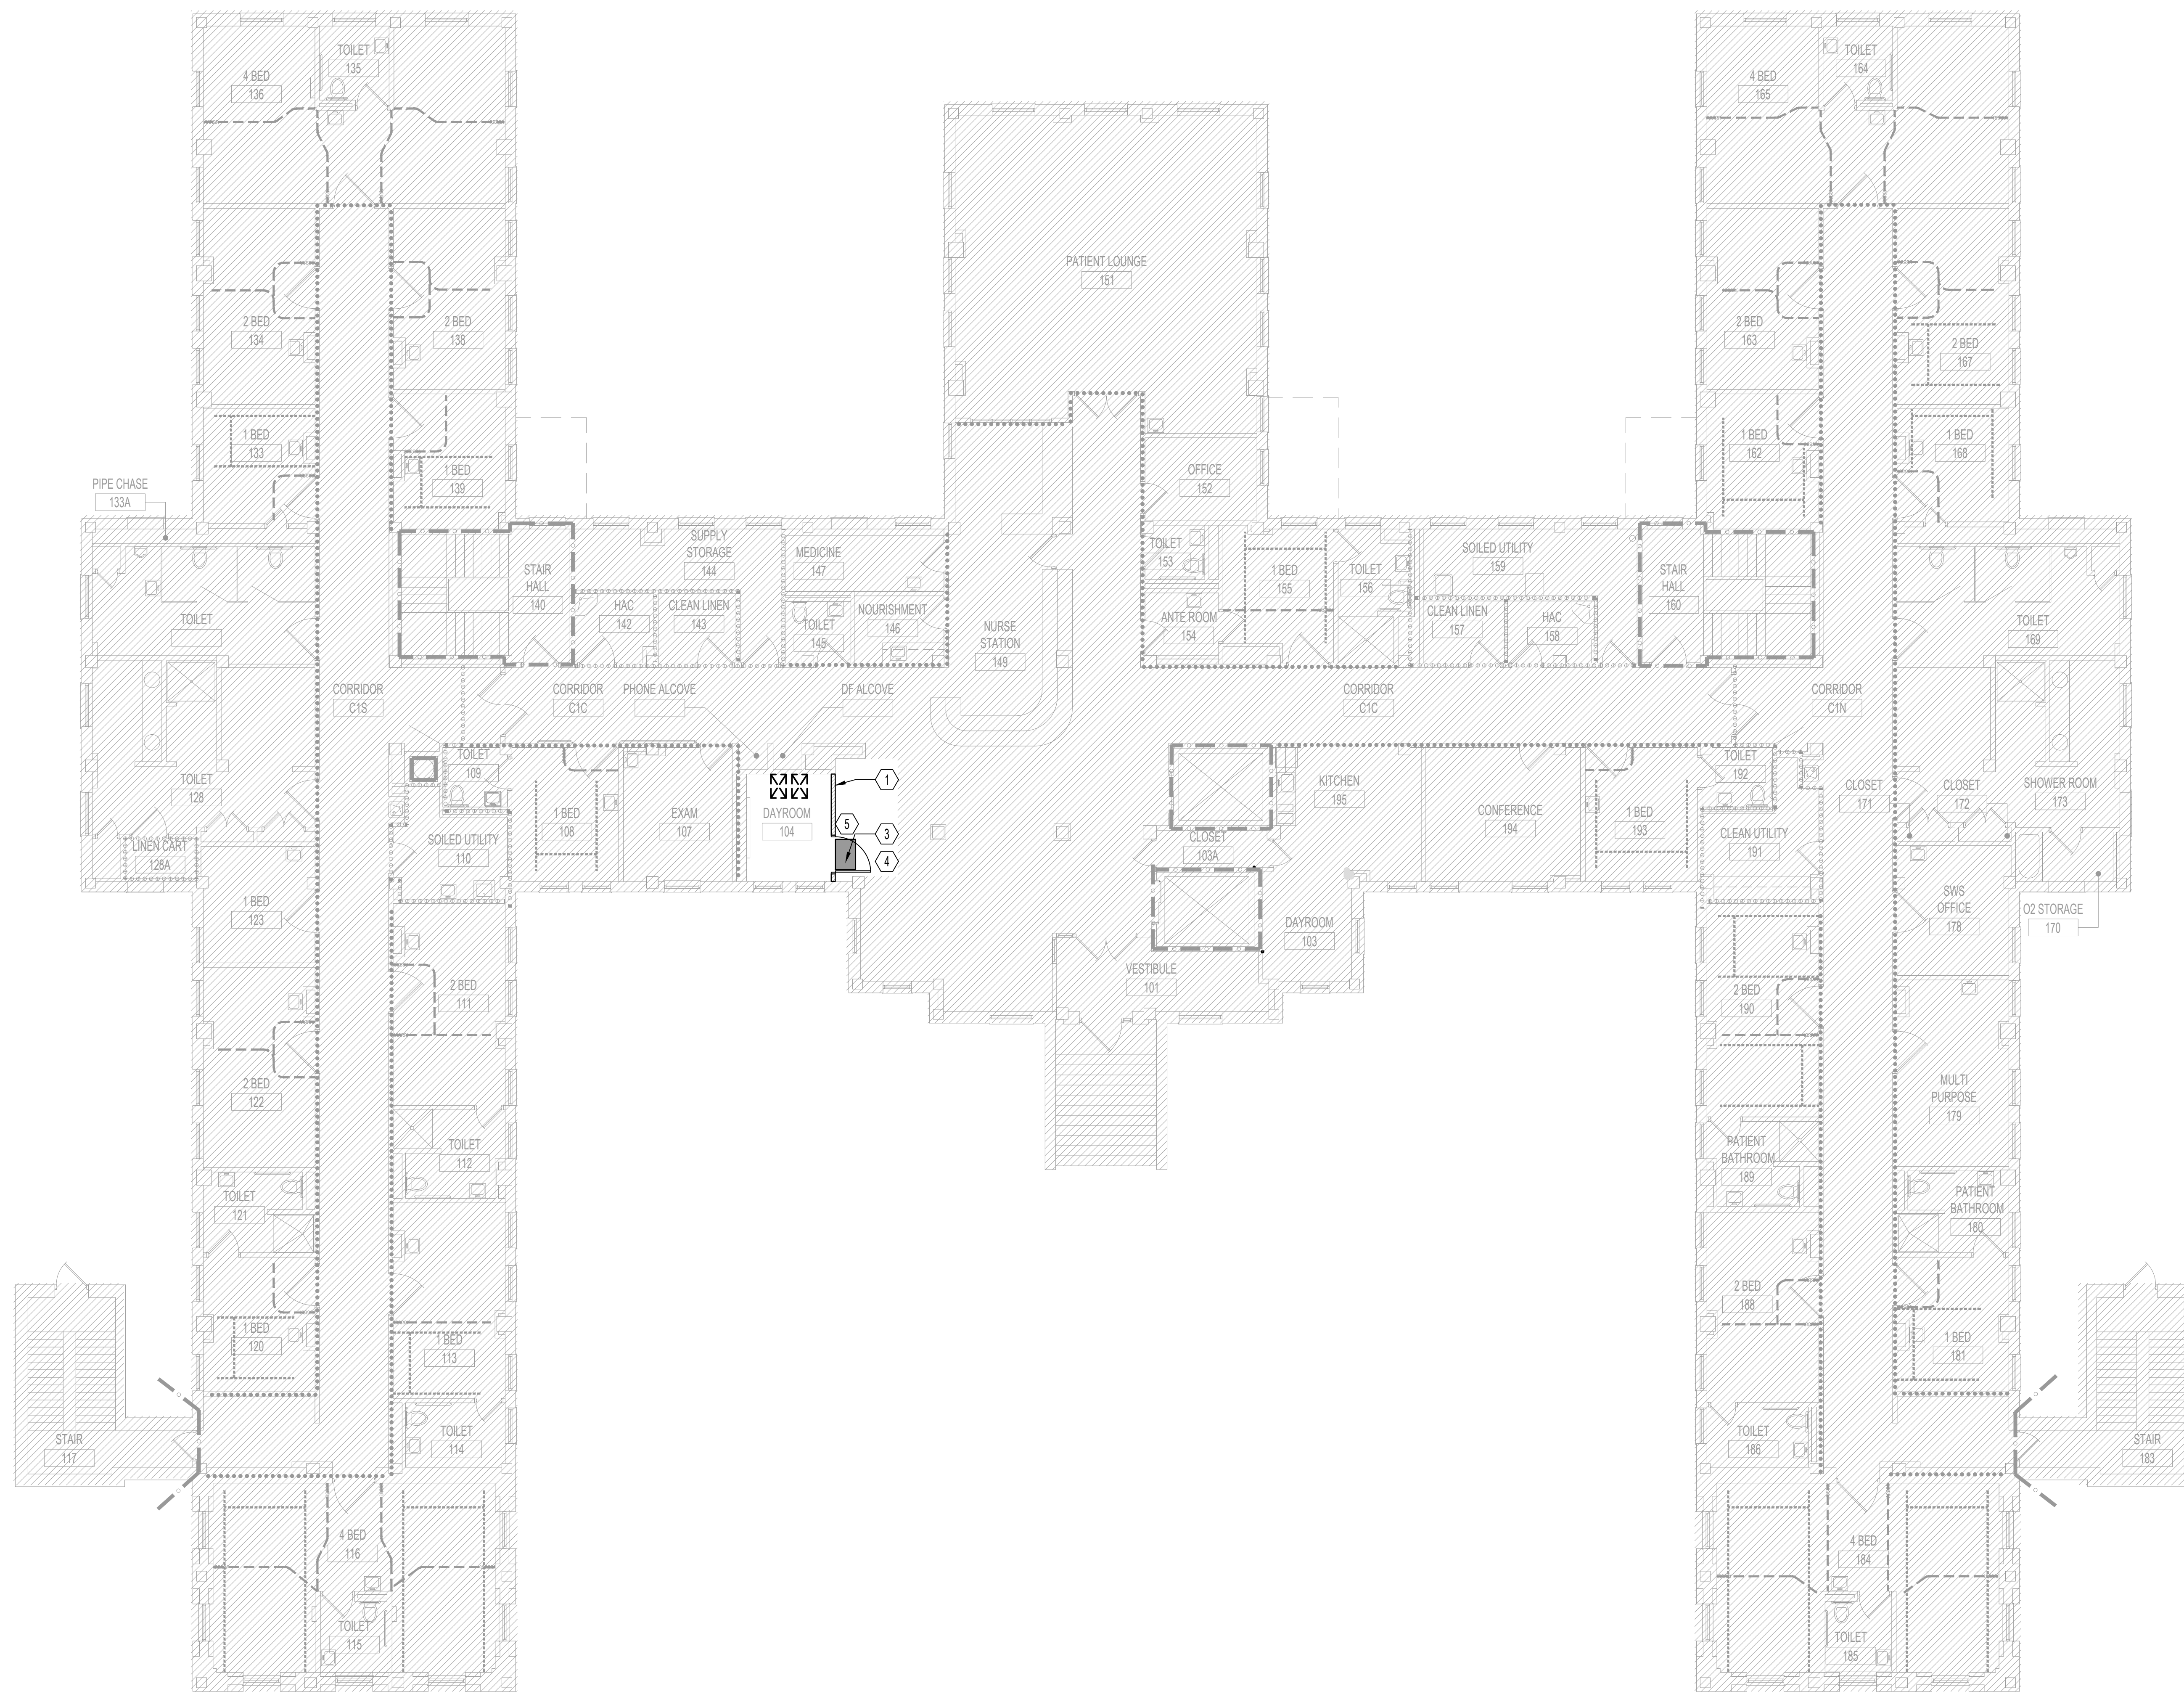 TOILET
135
4 BED
136
TOILET
164
4 BED
165
PATIENT LOUNGE
151
2 BED
134
2 BED
138
2 BED
163
2 BED
167
1 BED
133
1 BED
139
1 BED
162
1 BED
168
PIPE CHASE
133A
OFFICE
152
SUPPLY
STORAGE
144
MEDICINE
147
TOILET
153
SOILED UTILITY
159
STAIR
HALL
140
1 BED
155
TOILET
156
STAIR
HALL
160
HAC
142
CLEAN LINEN
143
TOILET
145
NOURISHMENT
146
NURSE
STATION
149
ANTE ROOM
154
CLEAN LINEN
157
HAC
158
TOILET
TOILET
169
CORRIDOR
C1S
CORRIDOR
C1C
PHONE ALCOVE
DF ALCOVE
CORRIDOR
C1C
CORRIDOR
C1N
TOILET
109
TOILET
192
TOILET
128
1
KITCHEN
195
CLOSET
171
CLOSET
172
SHOWER ROOM
173
1 BED
108
EXAM
107
DAYROOM
104
5
3
4
CLOSET
103A
CONFERENCE
194
1 BED
193
CLEAN UTILITY
191
SOILED UTILITY
110
LINEN CART
128A
1 BED
123
SWS
OFFICE
178
O2 STORAGE
170
DAYROOM
103
VESTIBULE
101
2 BED
111
2 BED
190
2 BED
122
MULTI
PURPOSE
179
TOILET
112
PATIENT
BATHROOM
189
TOILET
121
PATIENT
BATHROOM
180
2 BED
188
1 BED
120
1 BED
113
1 BED
181
STAIR
117
TOILET
114
TOILET
186
STAIR
183
4 BED
116
4 BED
184
TOILET
115
TOILET
185